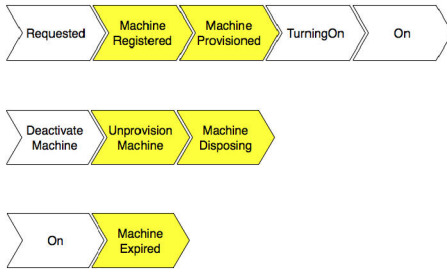 Requested
Machine
Registered
Machine
Provisioned
TurningOn
On
Deactivate
Machine
Unprovision
Machine
Machine
Disposing
On
Machine
Expired